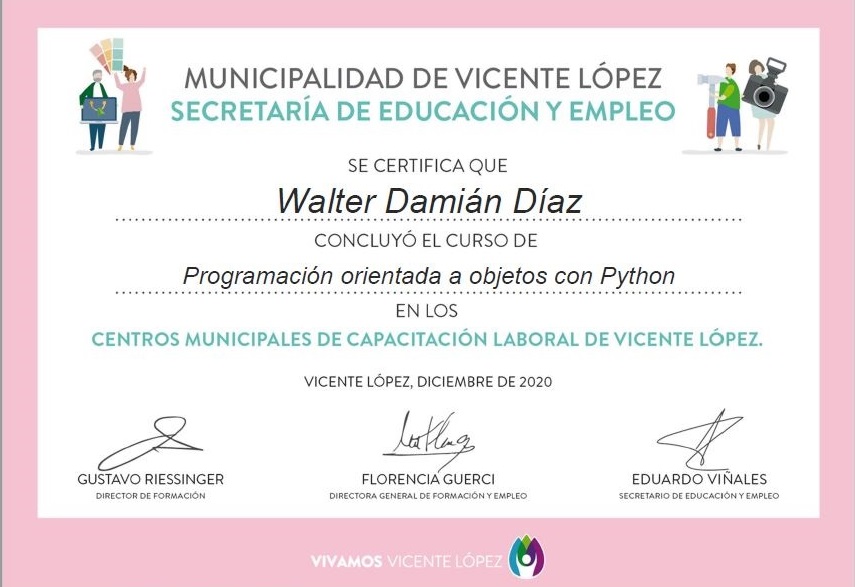 MUNICIPALIDAD DE VICENTE LÓPEZ
SECRETARÍA DE EDUCACIÓN Y EMPLEO
SE CERTIFICA QUE
Walter Damián Díaz
CONCLUYÓ EL CURSO DE
Programación orientada a objetos con Python
EN LOS
CENTROS MUNICIPALES DE CAPACITACIÓN LABORAL DE VICENTE LÓPEZ.
VICENTE LÓPEZ, DICIEMBRE DE 2020
GUSTAVO RIESSINGER
DIRECTOR DE FORMACIÓN
FLORENCIA GUERCI
DIRECTORA GENERAL DE FORMACIÓN Y EMPLEO
EDUARDO VIÑALES
SECRETARIO DE EDUCACIÓN Y EMPLEO
VIVAMOS VICENTE LÓPEZ